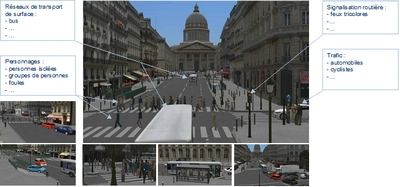 Réseaux de transport
de surface:
- bus
- ...
- ...
Personnages :
- personnes isolées
- groupes de personnes
- foules
- ...
Signalisation routière :
- feux tricolores
- ...
- ...
Trafic :
- automobiles
- cyclistes
- ...